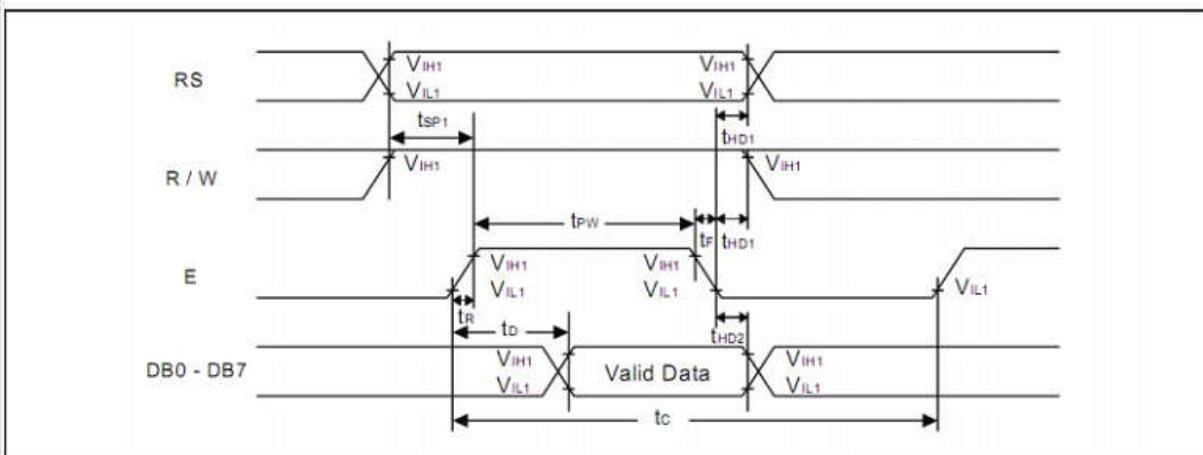 RS
VIH1
VIH1
VIL1
VIL1
tSP1
tHD1
R / W
VIH1
VIH1
tPW
tF
tHD1
E
VIH1
VIH1
VIL1
VIL1
VIL1
tR
tD
tHD2
DB0 - DB7
VIH1
Valid Data
VIH1
VIL1
VIL1
tC